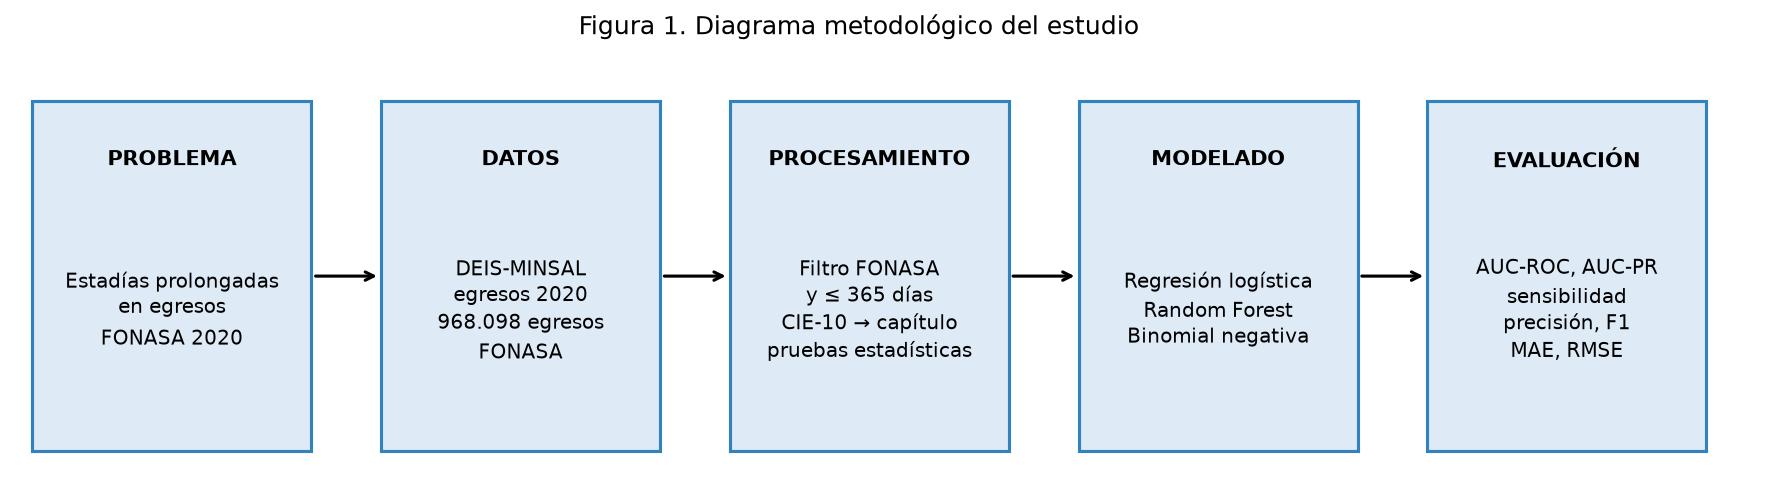 Figura 1. Diagrama metodológico del estudio
PROBLEMA
Estadías prolongadas
en egresos
FONASA 2020
DATOS
DEIS-MINSAL
egresos 2020
968.098 egresos
FONASA
PROCESAMIENTO
Filtro FONASA
y ≤ 365 días
CIE-10 → capítulo
pruebas estadísticas
MODELADO
Regresión logística
Random Forest
Binomial negativa
EVALUACIÓN
AUC-ROC, AUC-PR
sensibilidad
precisión, F1
MAE, RMSE